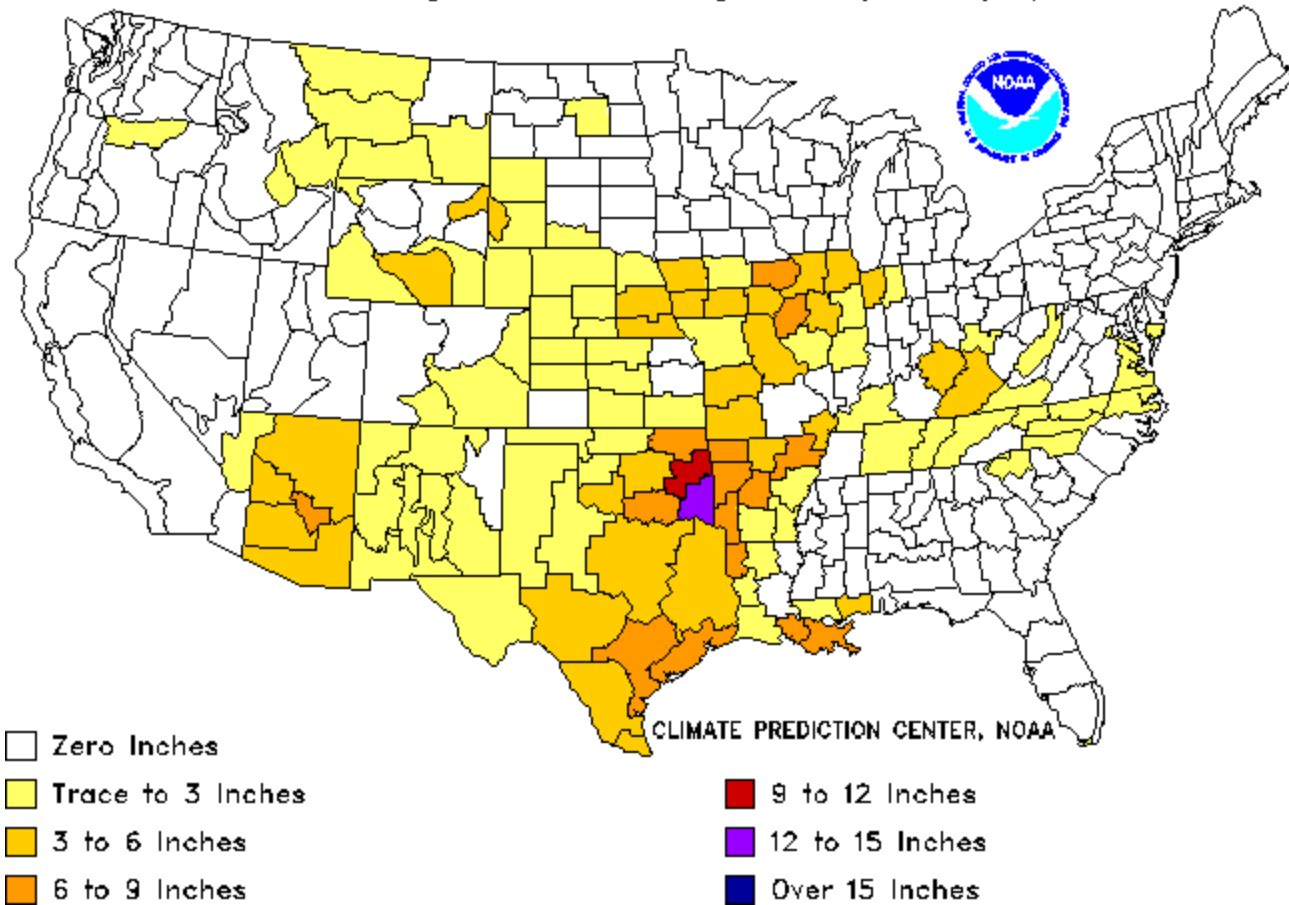 NOAA
CLIMATE PREDICTION CENTER, NOAA
Zero Inches
Trace to 3 Inches
3 to 6 Inches
6 to 9 Inches
9 to 12 Inches
12 to 15 Inches
Over 15 Inches